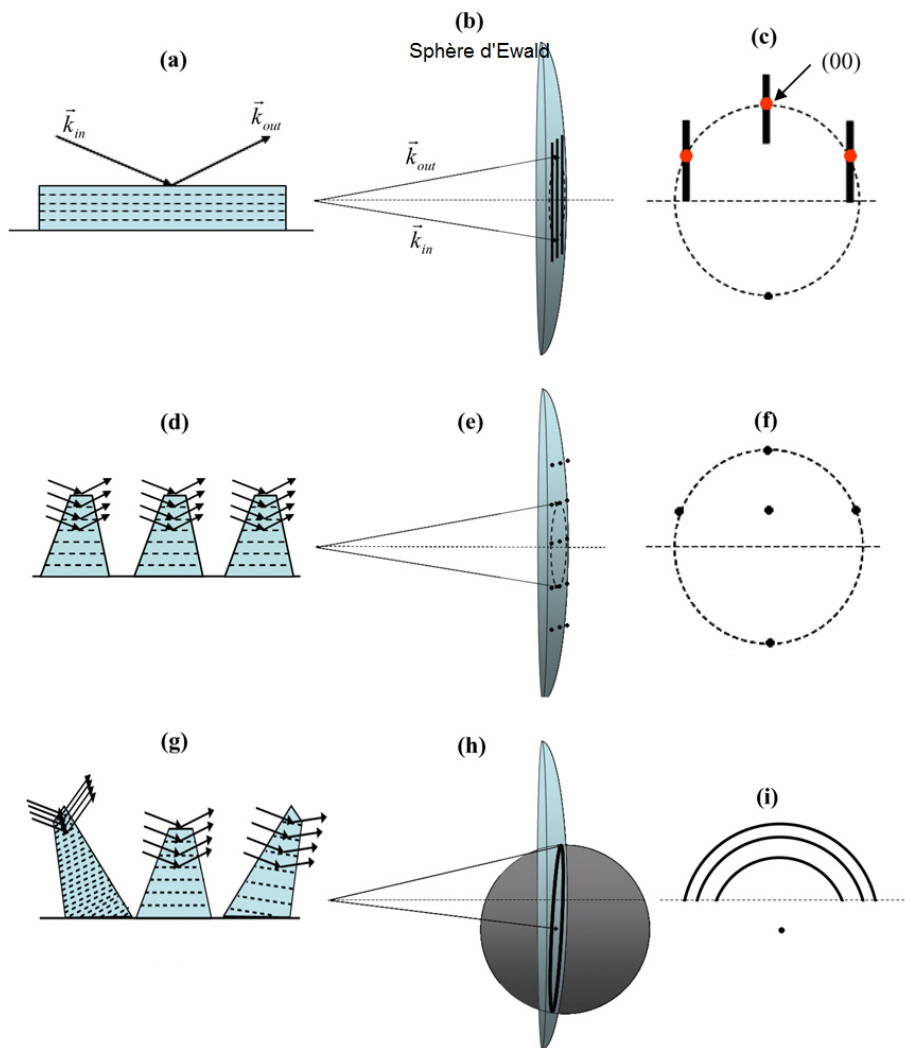 (a)
(b)
Sphère d'Ewald
(c)
(00)
k⃗in
k⃗out
k⃗out
k⃗in
(d)
(e)
(f)
(g)
(h)
(i)